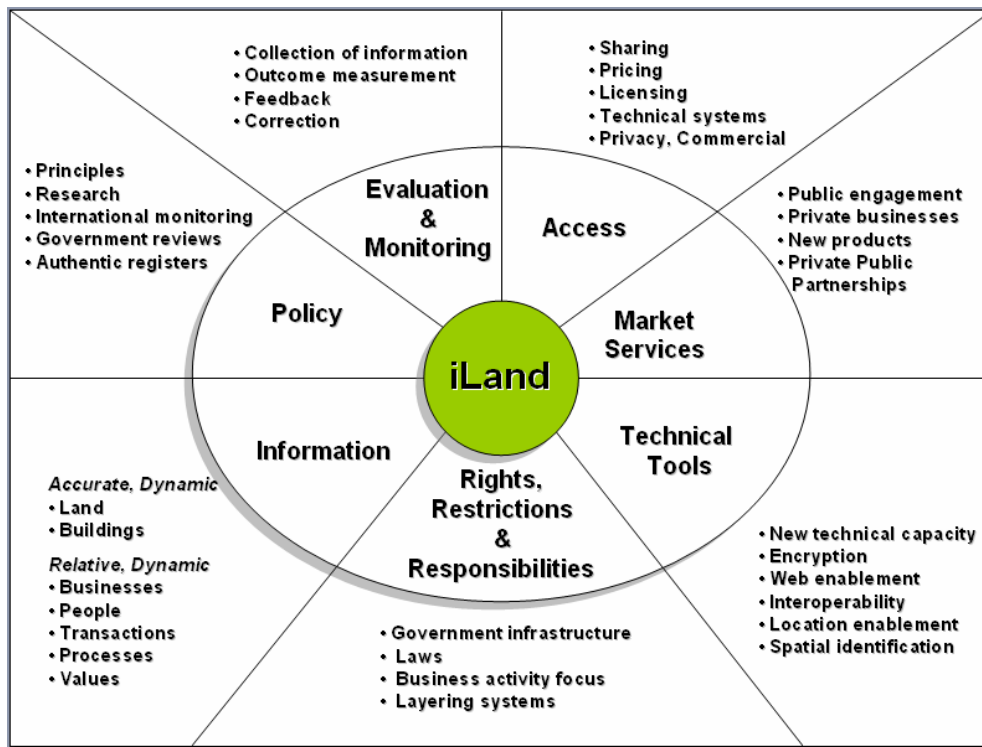 • Collection of information
• Outcome measurement
• Feedback
• Correction
• Sharing
• Pricing
• Licensing
• Technical systems
• Privacy, Commercial
• Principles
• Research
• International monitoring
• Government reviews
• Authentic registers
• Public engagement
• Private businesses
• New products
• Private Public
Partnerships
Evaluation
&
Monitoring
Access
Policy
Market
Services
iLand
Information
Technical
Tools
Rights,
Restrictions
&
Responsibilities
Accurate, Dynamic
• Land
• Buildings
Relative, Dynamic
• Businesses
• People
• Transactions
• Processes
• Values
• Government infrastructure
• Laws
• Business activity focus
• Layering systems
• New technical capacity
• Encryption
• Web enablement
• Interoperability
• Location enablement
• Spatial identification